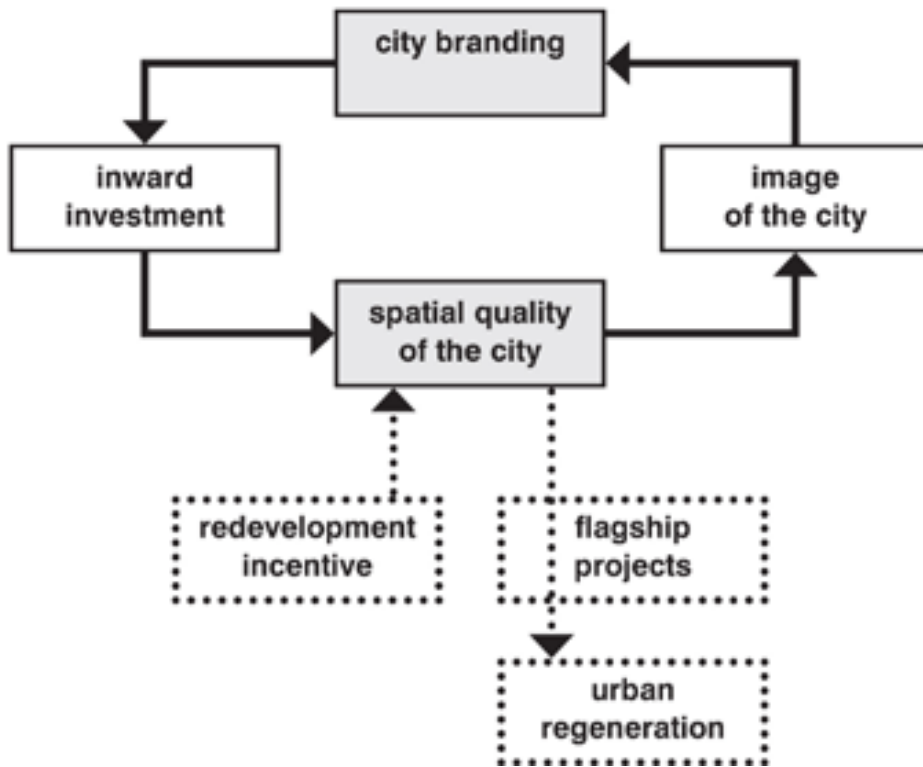 city branding
inward
investment
image
of the city
spatial quality
of the city
redevelopment
incentive
flagship
projects
urban
regeneration